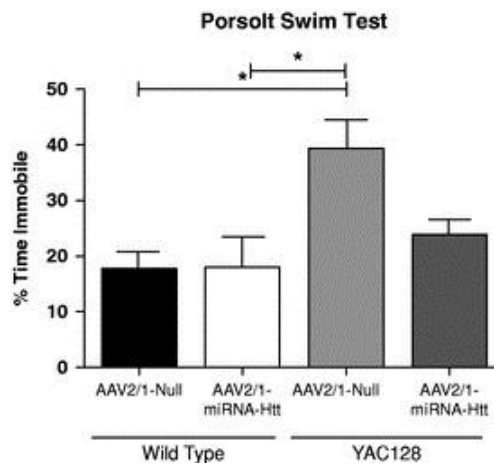 Porsolt Swim Test
*
*
% Time Immobile
50
40
30
20
10
0
AAV2/1-Null
AAV2/1-
miRNA-Htt
AAV2/1-Null
AAV2/1-
miRNA-Htt
Wild Type
YAC128